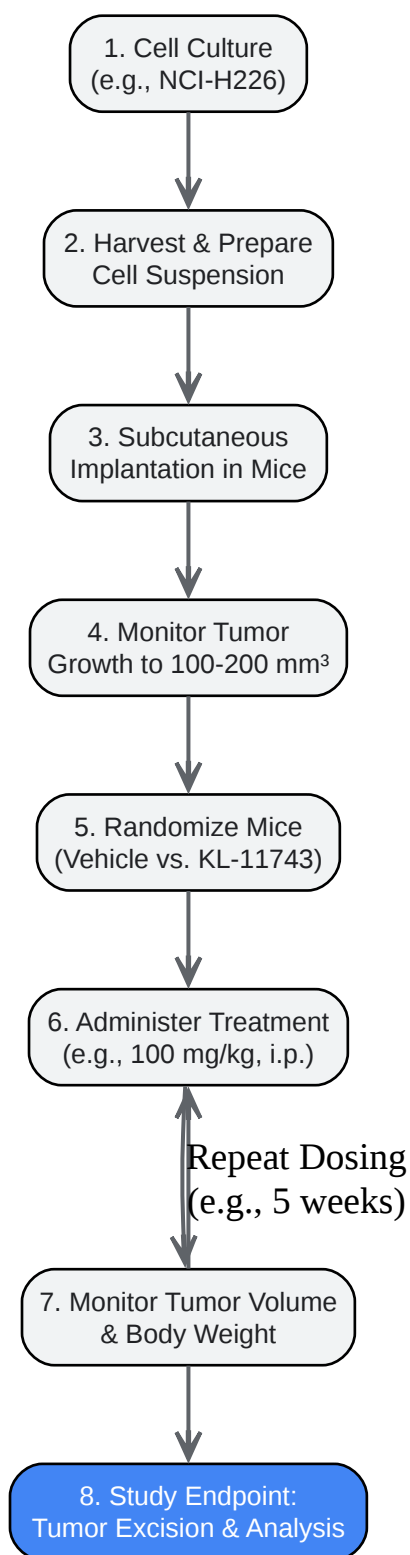 1. Cell Culture
(e.g., NCI-H226)
2. Harvest & Prepare
Cell Suspension
3. Subcutaneous
Implantation in Mice
4. Monitor Tumor
Growth to 100-200 mm³
5. Randomize Mice
(Vehicle vs. KL-11743)
6. Administer Treatment
(e.g., 100 mg/kg, i.p.)
Repeat Dosing
(e.g., 5 weeks)
7. Monitor Tumor Volume
& Body Weight
8. Study Endpoint:
Tumor Excision & Analysis